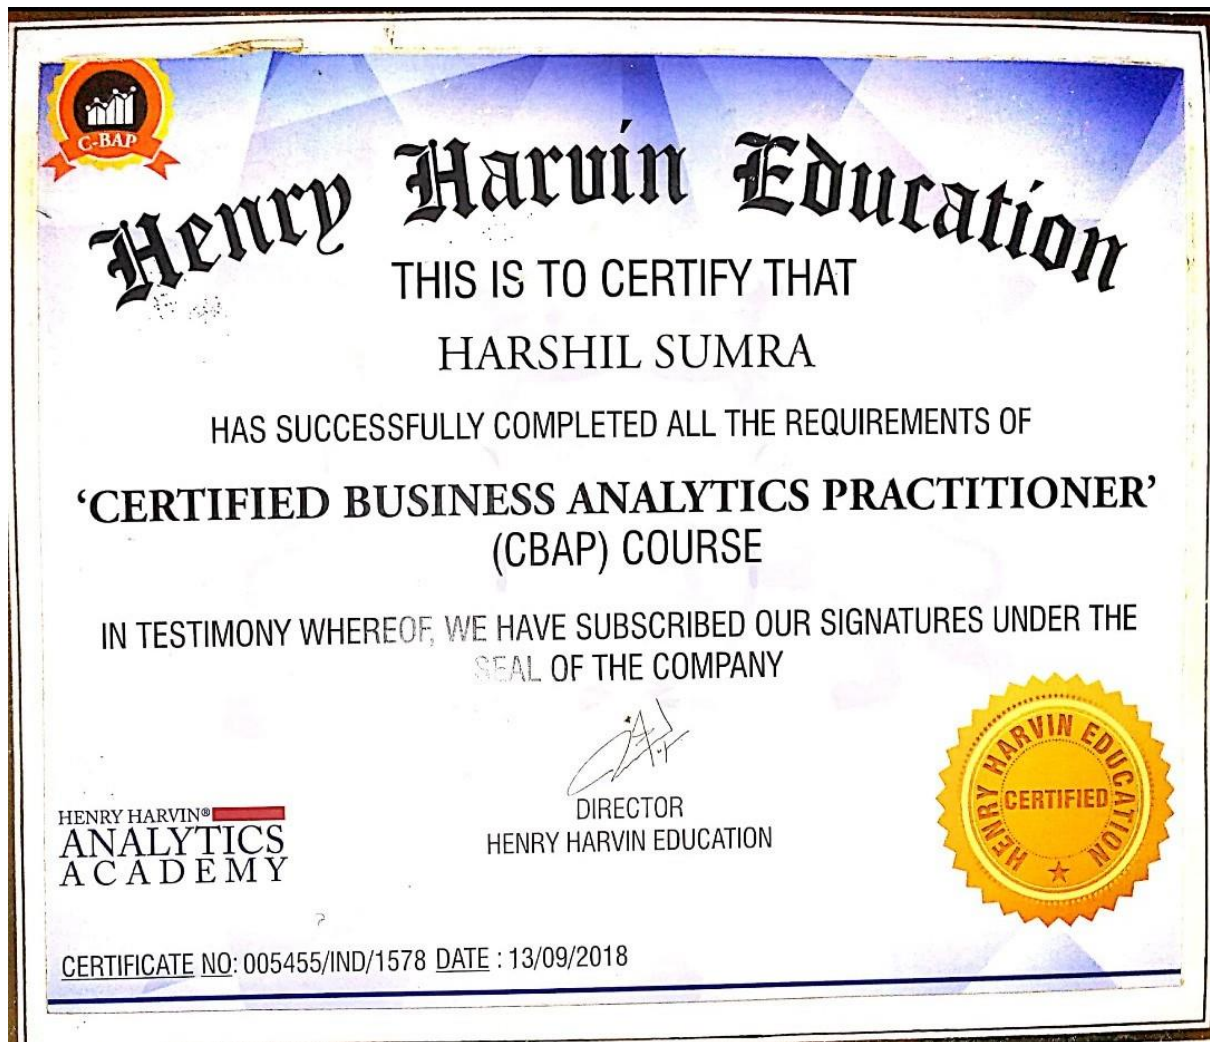 C-BAP
Henry Harvin Education
THIS IS TO CERTIFY THAT
HARSHIL SUMRA
HAS SUCCESSFULLY COMPLETED ALL THE REQUIREMENTS OF
‘CERTIFIED BUSINESS ANALYTICS PRACTITIONER’
(CBAP) COURSE
IN TESTIMONY WHEREOF, WE HAVE SUBSCRIBED OUR SIGNATURES UNDER THE
SEAL OF THE COMPANY
DIRECTOR
HENRY HARVIN EDUCATION
HENRY HARVIN®
ANALYTICS
ACADEMY
HENRY HARVIN EDUCATION
CERTIFIED
CERTIFICATE NO: 005455/IND/1578 DATE : 13/09/2018